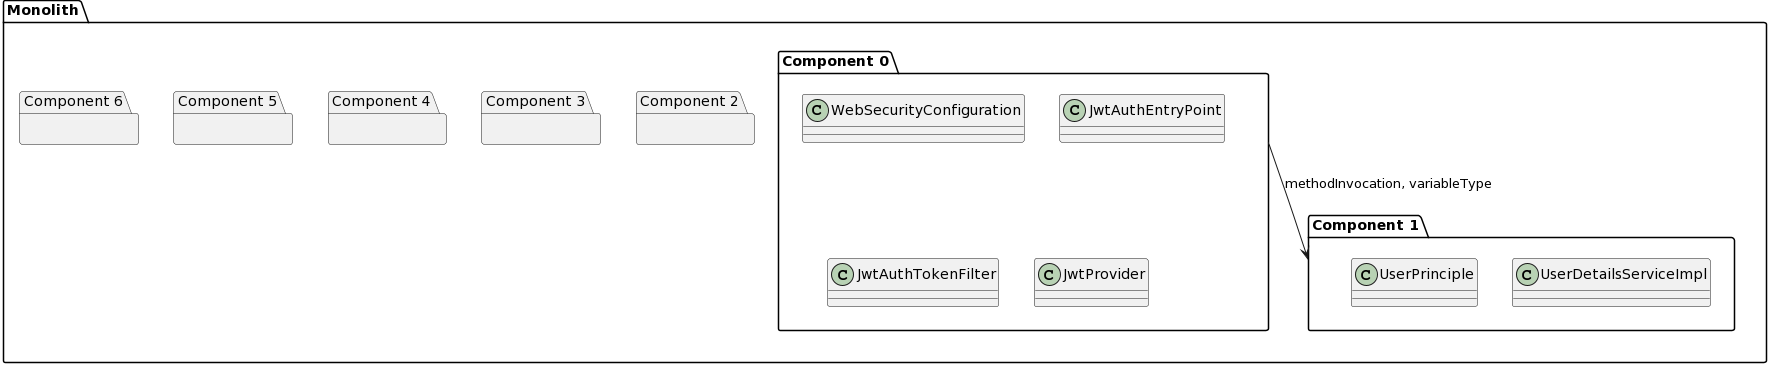 Monolith
Component 0
Component 6
Component 5
Component 4
Component 3
Component 2
C WebSecurityConfiguration
C JwtAuthEntryPoint
methodInvocation, variableType
Component 1
C JwtAuthTokenFilter
C JwtProvider
C UserPrinciple
C UserDetailsServiceImpl